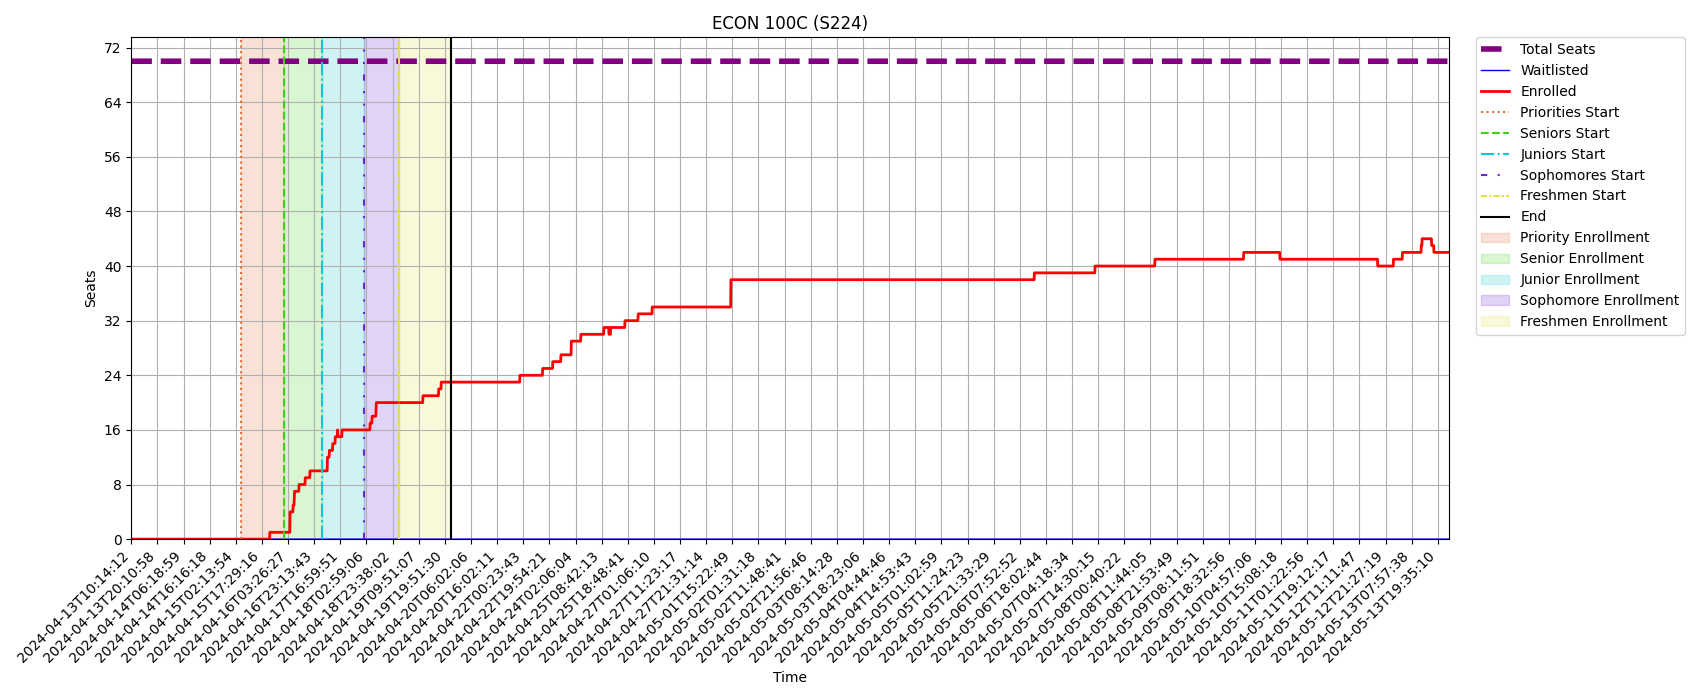 ECON 100C (S224)
Seats
72
64
56
48
40
32
24
16
8
0
2024-04-13T10:14:12
2024-04-13T20:10:58
2024-04-14T06:18:59
2024-04-14T16:16:18
2024-04-15T02:13:54
2024-04-15T17:29:16
2024-04-16T03:26:27
2024-04-16T23:13:43
2024-04-17T16:59:51
2024-04-18T02:59:06
2024-04-18T23:38:02
2024-04-19T09:51:07
2024-04-19T19:51:30
2024-04-20T06:02:06
2024-04-20T16:02:11
2024-04-22T00:23:43
2024-04-22T19:54:21
2024-04-24T02:06:04
2024-04-25T08:42:13
2024-04-25T18:48:41
2024-04-27T01:06:10
2024-04-27T11:23:17
2024-04-27T21:31:14
2024-05-01T15:22:49
2024-05-02T01:31:18
2024-05-02T11:48:41
2024-05-02T21:56:46
2024-05-03T08:14:28
2024-05-03T18:23:06
2024-05-04T04:44:46
2024-05-04T14:53:43
2024-05-05T01:02:59
2024-05-05T11:24:23
2024-05-05T21:33:29
2024-05-06T07:52:52
2024-05-06T18:02:44
2024-05-07T04:18:34
2024-05-07T14:30:15
2024-05-08T00:40:22
2024-05-08T11:44:05
2024-05-08T21:53:49
2024-05-09T08:11:51
2024-05-09T18:32:56
2024-05-10T04:57:06
2024-05-10T15:08:18
2024-05-11T01:22:56
2024-05-11T19:12:17
2024-05-12T11:11:47
2024-05-12T21:27:19
2024-05-13T07:57:38
2024-05-13T19:35:10
Time
Total Seats
Waitlisted
Enrolled
Priorities Start
Seniors Start
Juniors Start
Sophomores Start
Freshmen Start
End
Priority Enrollment
Senior Enrollment
Junior Enrollment
Sophomore Enrollment
Freshmen Enrollment